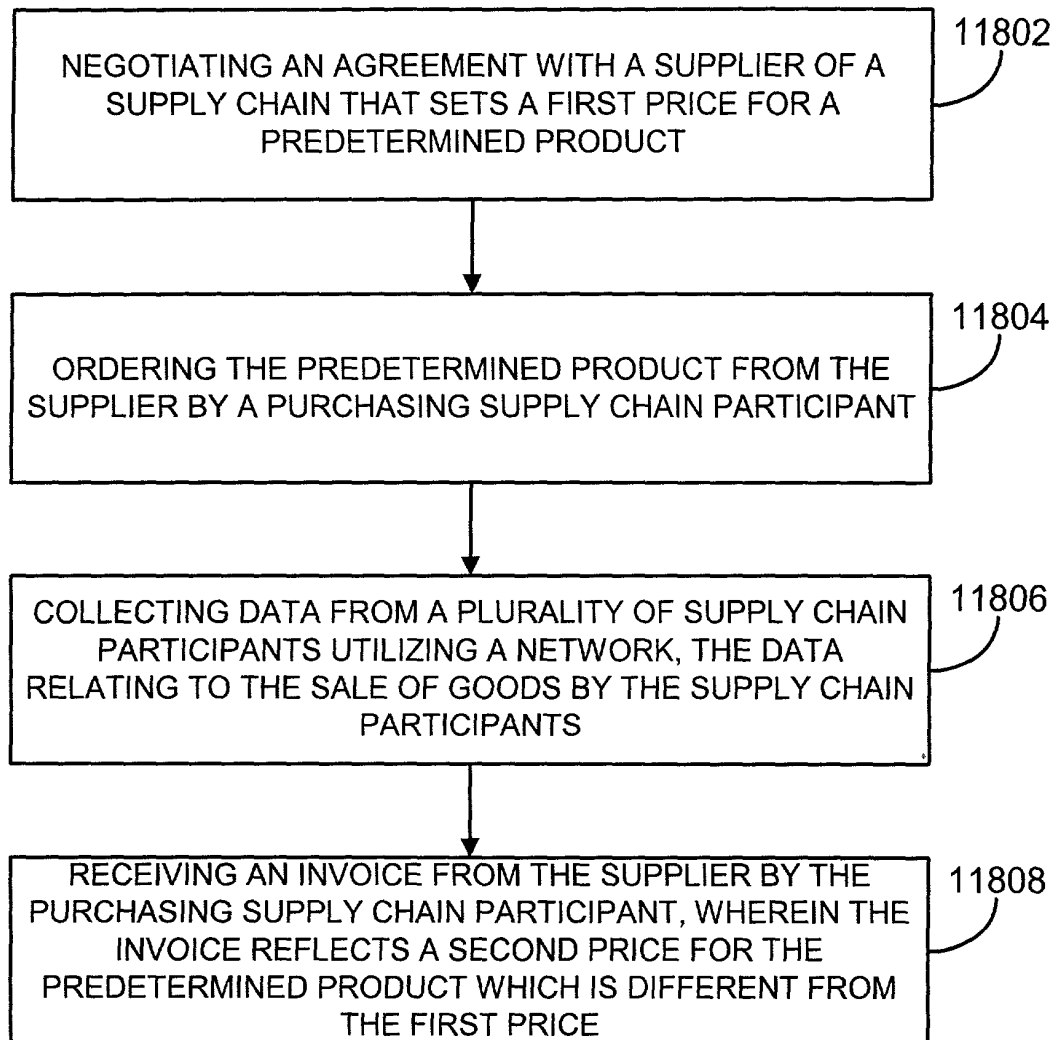 11802
NEGOTIATING AN AGREEMENT WITH A SUPPLIER OF A
SUPPLY CHAIN THAT SETS A FIRST PRICE FOR A
PREDETERMINED PRODUCT
11804
ORDERING THE PREDETERMINED PRODUCT FROM THE
SUPPLIER BY A PURCHASING SUPPLY CHAIN PARTICIPANT
11806
COLLECTING DATA FROM A PLURALITY OF SUPPLY CHAIN
PARTICIPANTS UTILIZING A NETWORK, THE DATA
RELATING TO THE SALE OF GOODS BY THE SUPPLY CHAIN
PARTICIPANTS
11808
RECEIVING AN INVOICE FROM THE SUPPLIER BY THE
PURCHASING SUPPLY CHAIN PARTICIPANT, WHEREIN THE
INVOICE REFLECTS A SECOND PRICE FOR THE
PREDETERMINED PRODUCT WHICH IS DIFFERENT FROM
THE FIRST PRICE